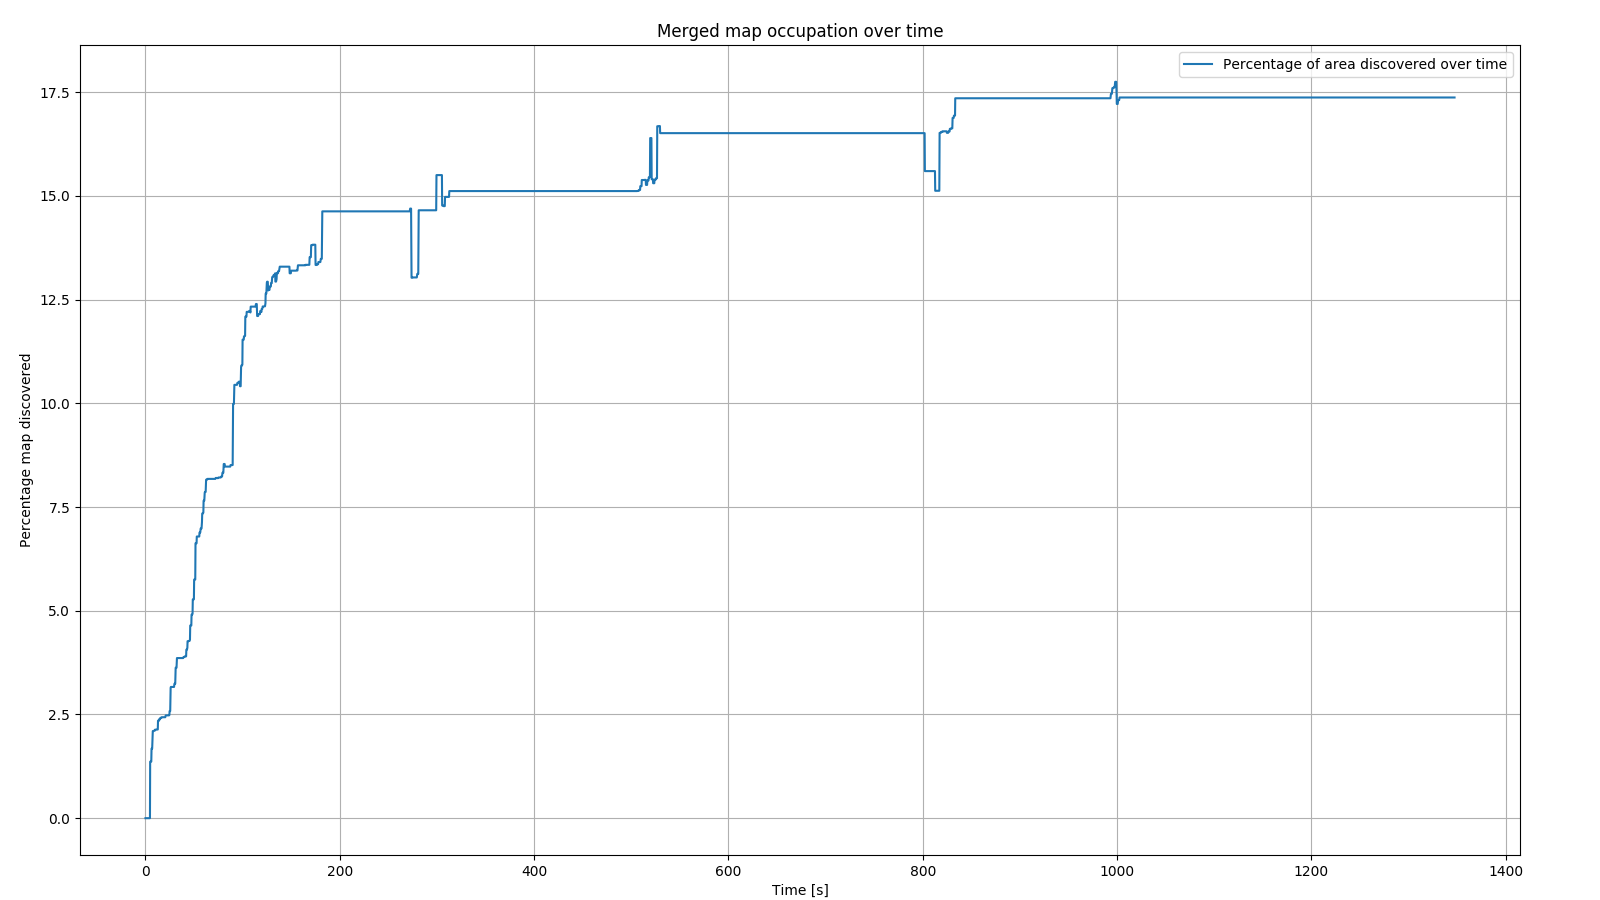 Merged map occupation over time
Percentage of area discovered over time
Percentage map discovered
17.5
15.0
12.5
10.0
7.5
5.0
2.5
0.0
0 200 400 600 800 1000 1200 1400
Time [s]